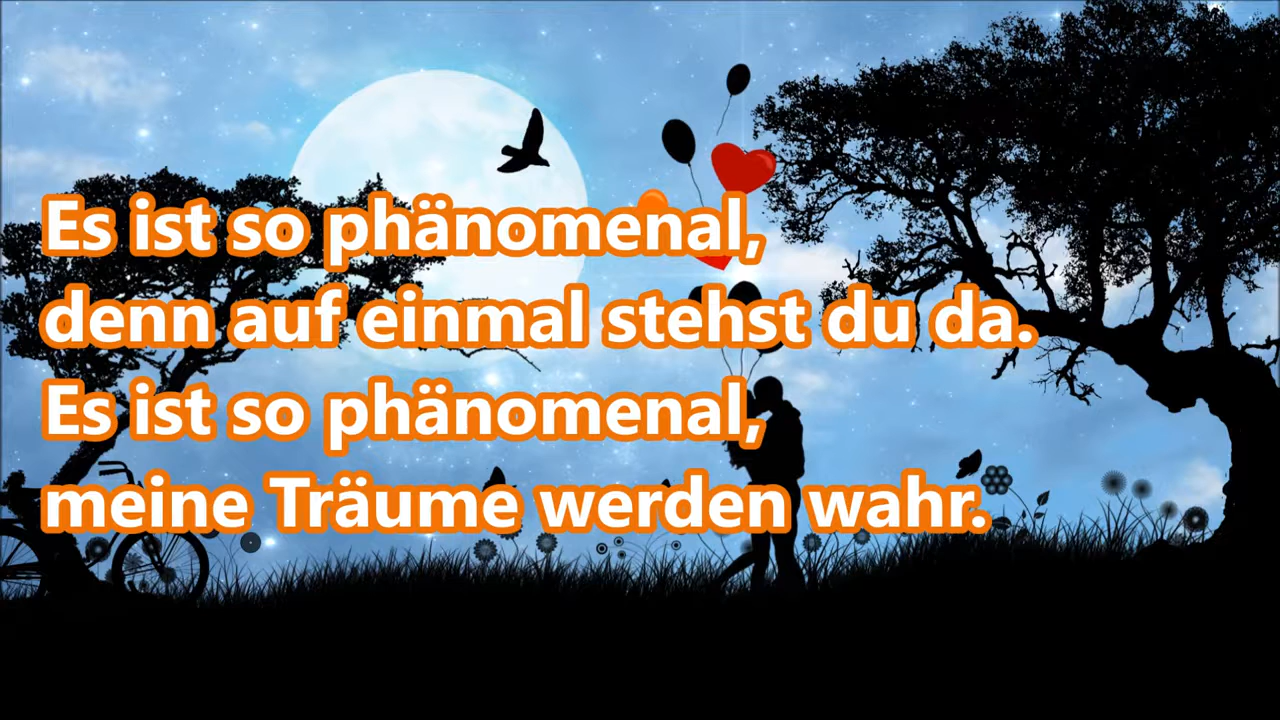 Es ist so phänomenal,
denn auf einmal stehst du da.
Es ist so phänomenal,
meine Träume werden wahr.